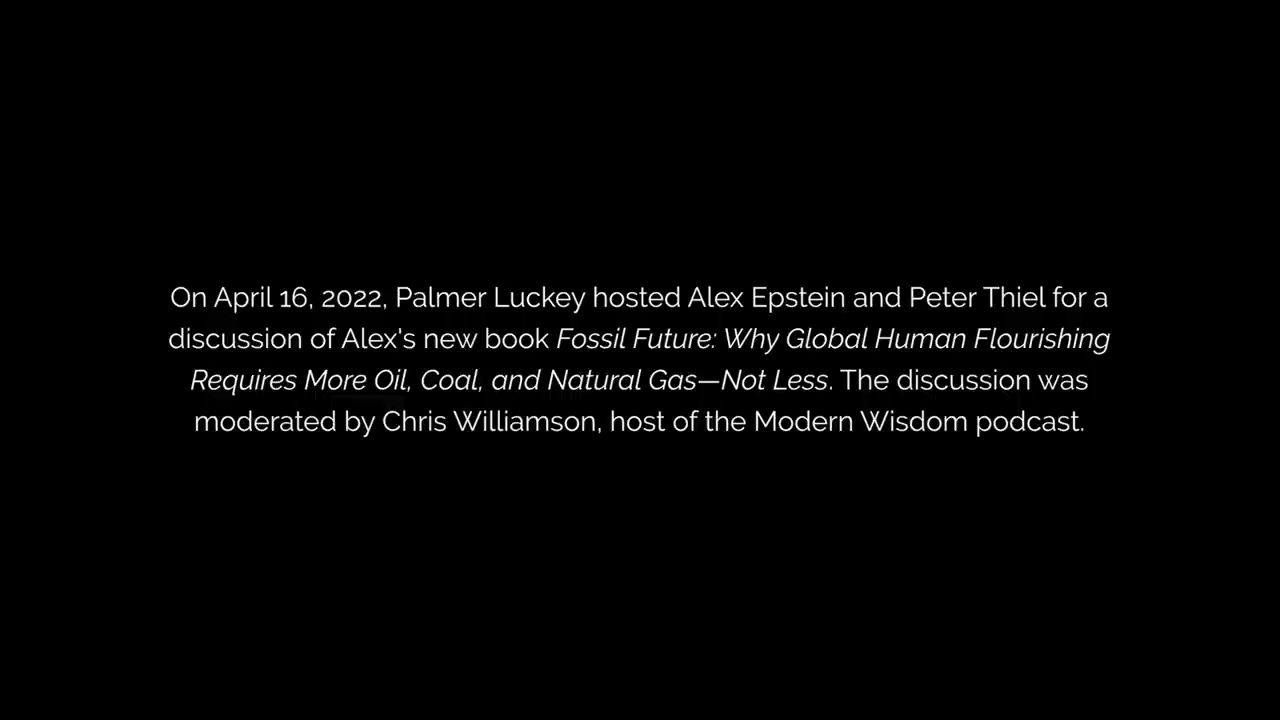 On April 16, 2022, Palmer Luckey hosted Alex Epstein and Peter Thiel for a
discussion of Alex's new book Fossil Future: Why Global Human Flourishing
Requires More Oil, Coal, and Natural Gas—Not Less. The discussion was
moderated by Chris Williamson, host of the Modern Wisdom podcast.